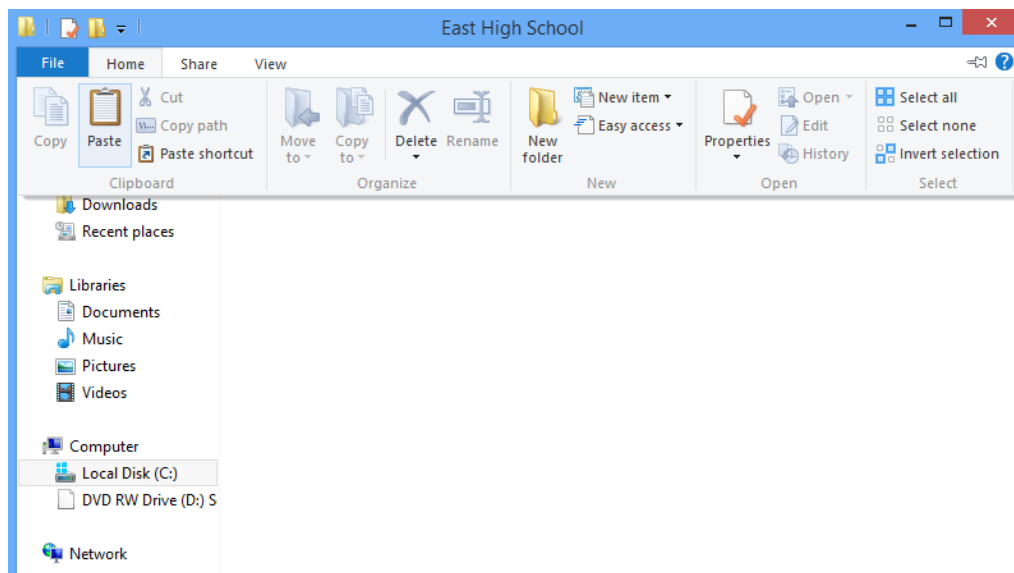 East High School
File Home Share View
Copy
Paste
Cut
Copy path
Paste shortcut
Clipboard
Move to
Copy to
Delete
Rename
Organize
New folder
New item
Easy access
New
Properties
Open
Edit
History
Open
Select all
Select none
Invert selection
Select
Downloads
Recent places
Libraries
Documents
Music
Pictures
Videos
Computer
Local Disk (C:)
DVD RW Drive (D:) S
Network